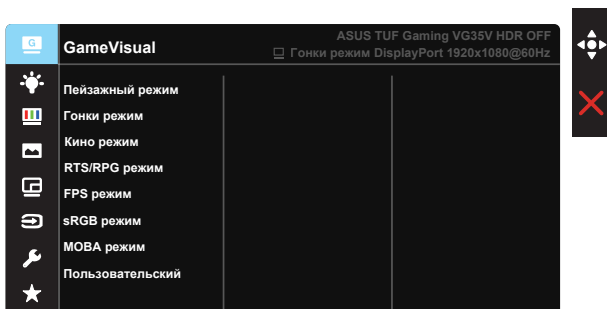 G
GameVisual
ASUS TUF Gaming VG35V HDR OFF
Гонки режим DisplayPort 1920x1080@60Hz
Пейзажный режим
Гонки режим
Кино режим
RTS/RPG режим
FPS режим
sRGB режим
MOBA режим
Пользовательский